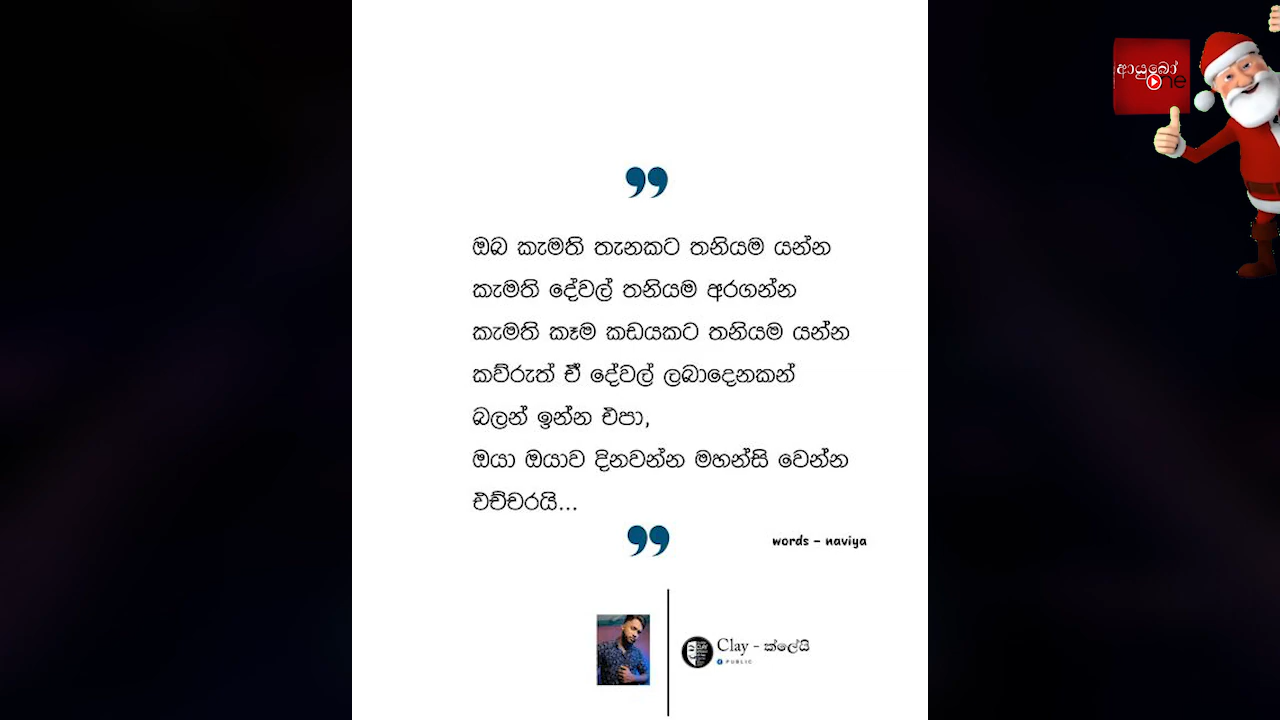 ආයුබෝ
One
ඔබ කැමති තැනකට තනියම යන්න
කැමති දේවල් තනියම අරගන්න
කැමති කෑම කඩයකට තනියම යන්න
කව්රුත් ඒ දේවල් ලබාදෙනකන්
බලන් ඉන්න එපා,
ඔයා ඔයාව දිනවන්න මහන්සි වෙන්න
එච්චරයි...
words - naviya
Clay - ක්ලේයි
PUBLIC